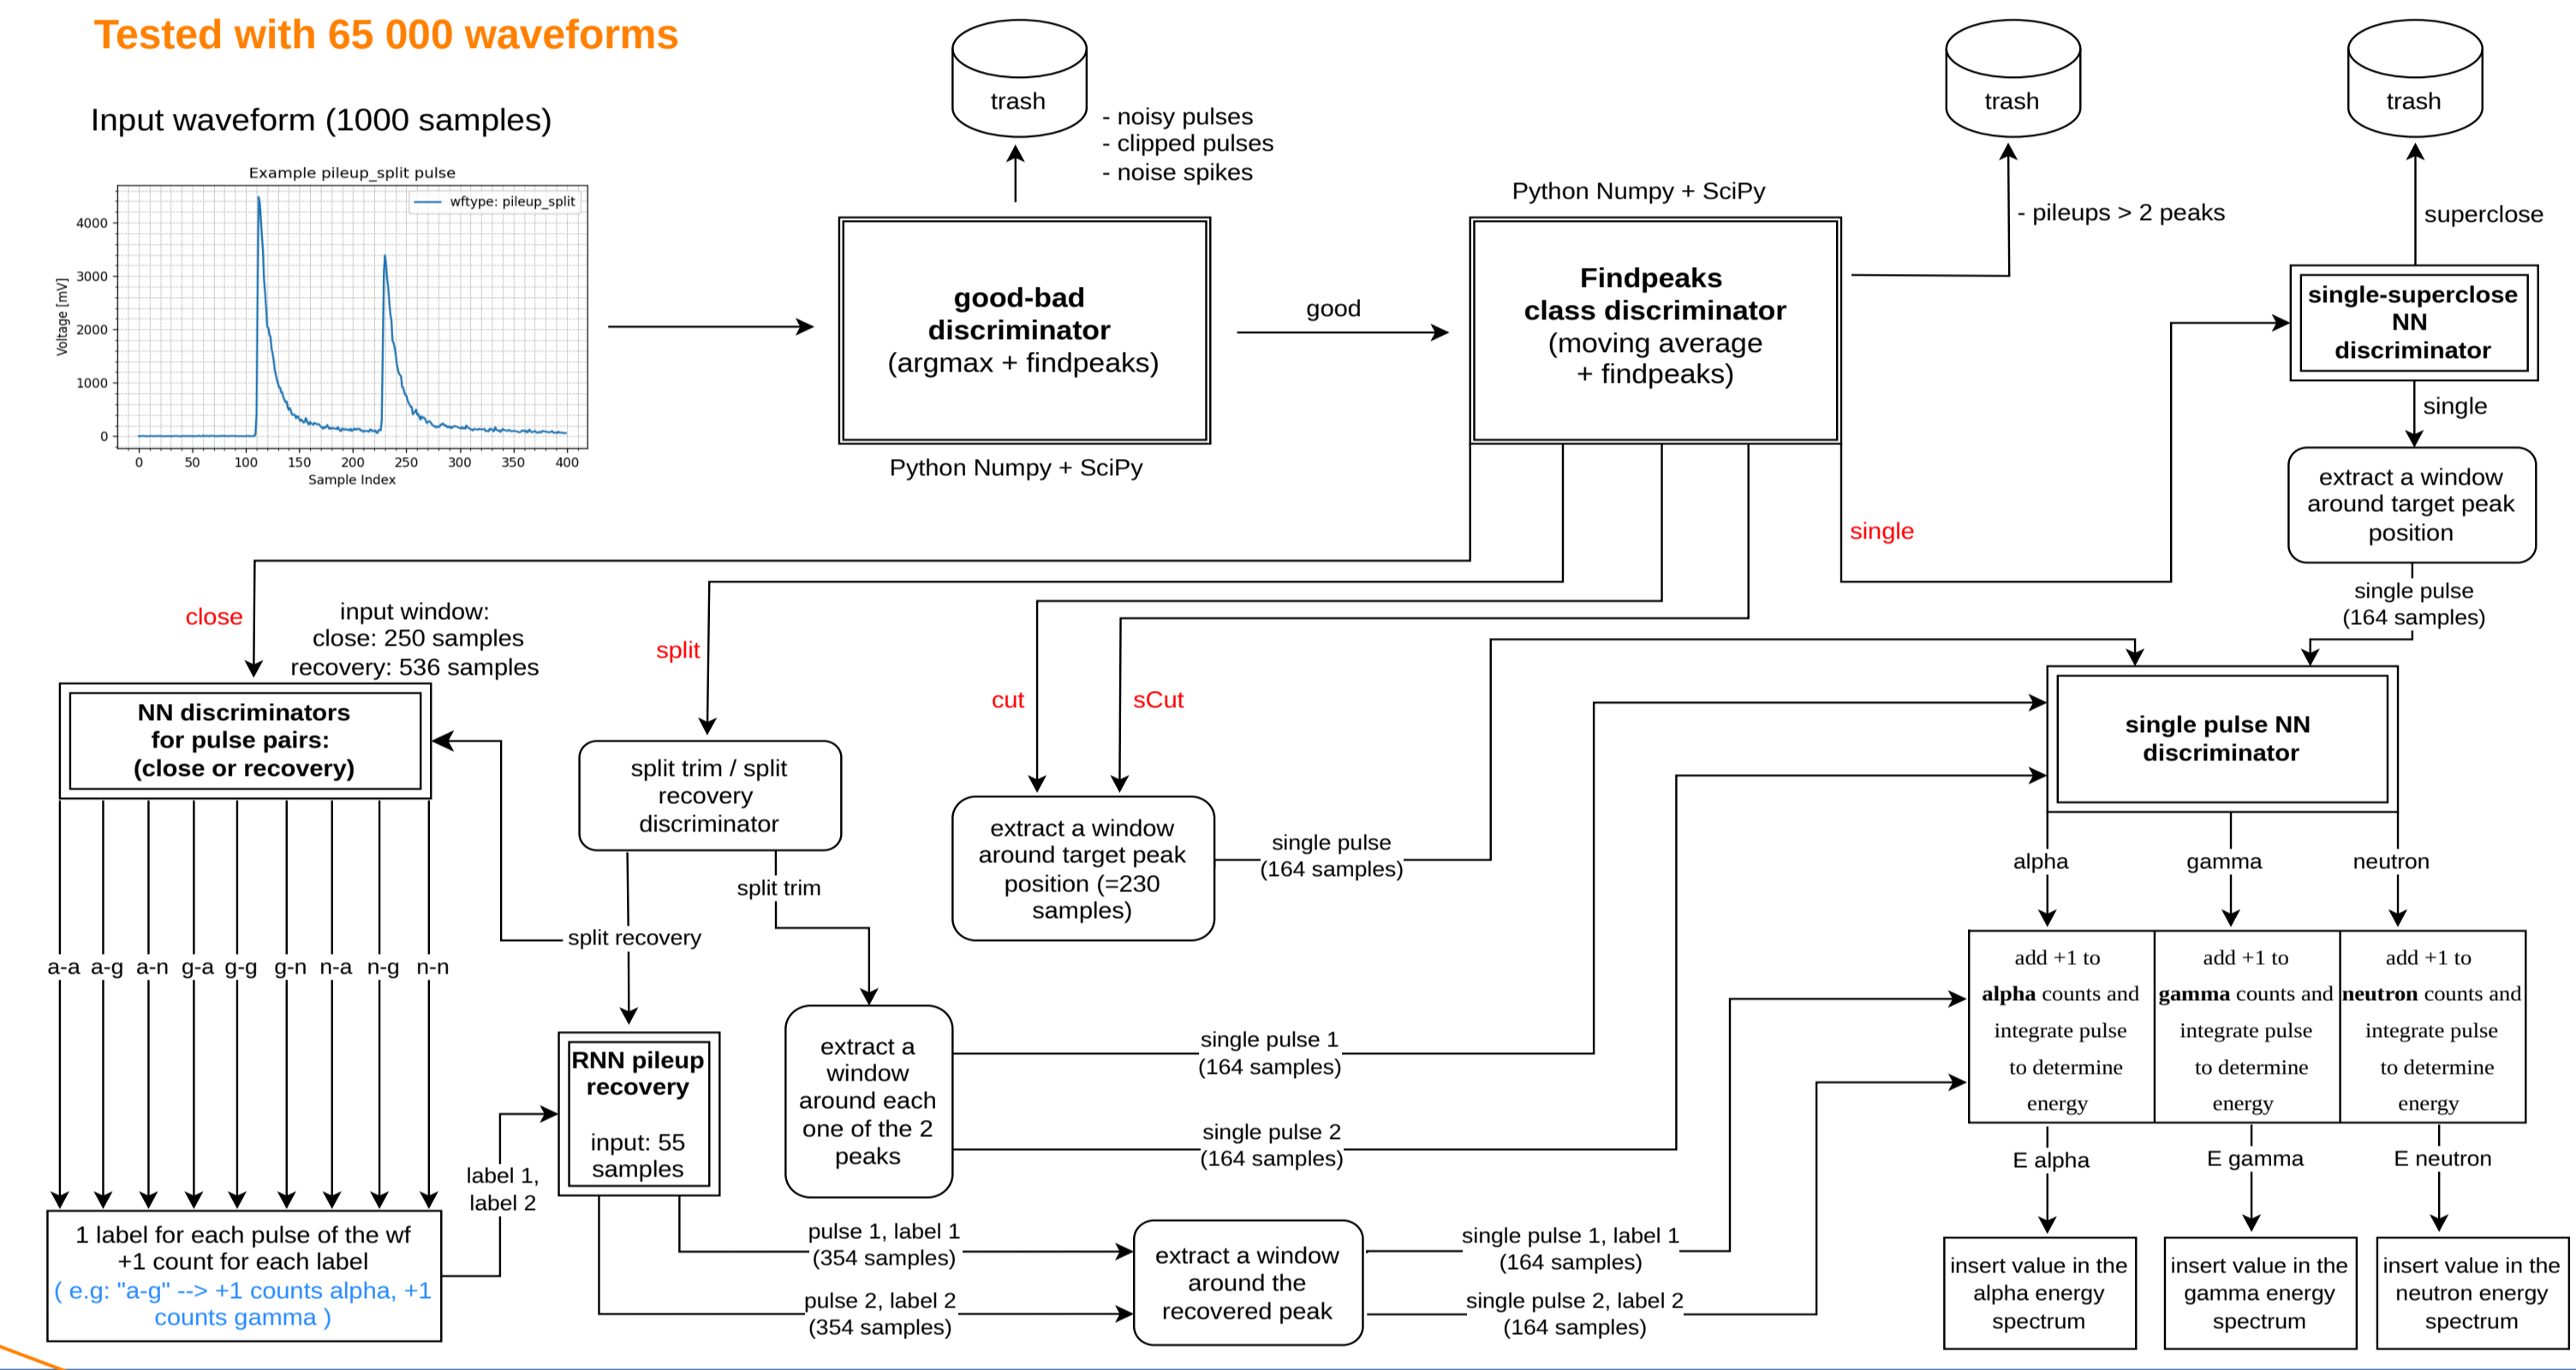 Tested with 65 000 waveforms
Input waveform (1000 samples)
Example pileup_split pulse
wftype: pileup_split
Voltage [mV]
4000
3000
2000
1000
0
0 50 100 150 200 250 300 350 400
Sample Index
trash
- noisy pulses
- clipped pulses
- noise spikes
good-bad
discriminator
(argmax + findpeaks)
Python Numpy + SciPy
good
Python Numpy + SciPy
Findpeaks
class discriminator
(moving average
+ findpeaks)
trash
- pileups > 2 peaks
trash
superclose
single-superclose
NN
discriminator
single
extract a window
around target peak
position
single pulse
(164 samples)
single
close
input window:
close: 250 samples
recovery: 536 samples
split
cut
sCut
NN discriminators
for pulse pairs:
(close or recovery)
split trim / split
recovery
discriminator
split trim
split recovery
extract a window
around target peak
position (=230
samples)
single pulse
(164 samples)
single pulse NN
discriminator
alpha
gamma
neutron
a-a a-g a-n g-a g-g g-n n-a n-g n-n
add +1 to
alpha counts and
integrate pulse
to determine
energy
add +1 to
gamma counts and
integrate pulse
to determine
energy
add +1 to
neutron counts and
integrate pulse
to determine
energy
RNN pileup
recovery
input: 55
samples
extract a
window
around each
one of the 2
peaks
single pulse 1
(164 samples)
single pulse 2
(164 samples)
E alpha
E gamma
E neutron
label 1,
label 2
1 label for each pulse of the wf
+1 count for each label
( e.g: "a-g" --> +1 counts alpha, +1
counts gamma )
pulse 1, label 1
(354 samples)
pulse 2, label 2
(354 samples)
extract a window
around the
recovered peak
single pulse 1, label 1
(164 samples)
single pulse 2, label 2
(164 samples)
insert value in the
alpha energy
spectrum
insert value in the
gamma energy
spectrum
insert value in the
neutron energy
spectrum